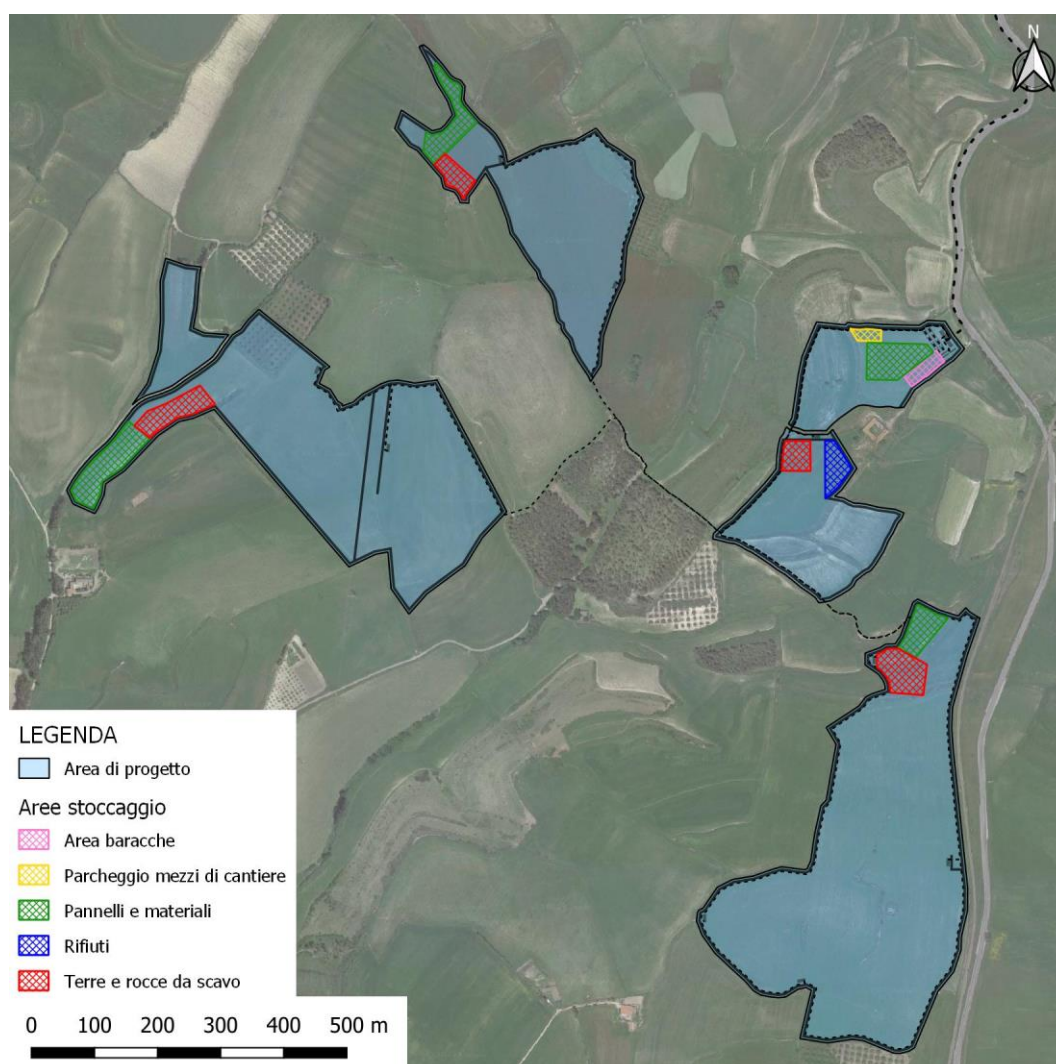 N
LEGENDA
Area di progetto
Aree stoccaggio
Area baracche
Parcheggio mezzi di cantiere
Pannelli e materiali
Rifiuti
Terre e rocce da scavo
0 100 200 300 400 500 m